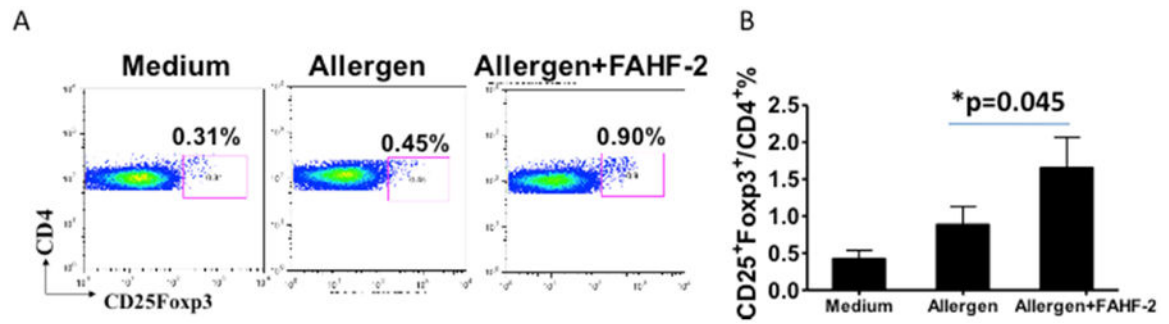 A
Medium
Allergen
Allergen+FAHF-2
0.31%
0.45%
0.90%
CD4
CD25Foxp3
B
*p=0.045
CD25⁺Foxp3⁺/CD4⁺%
2.5
2.0
1.5
1.0
0.5
0.0
Medium
Allergen
Allergen+FAHF-2